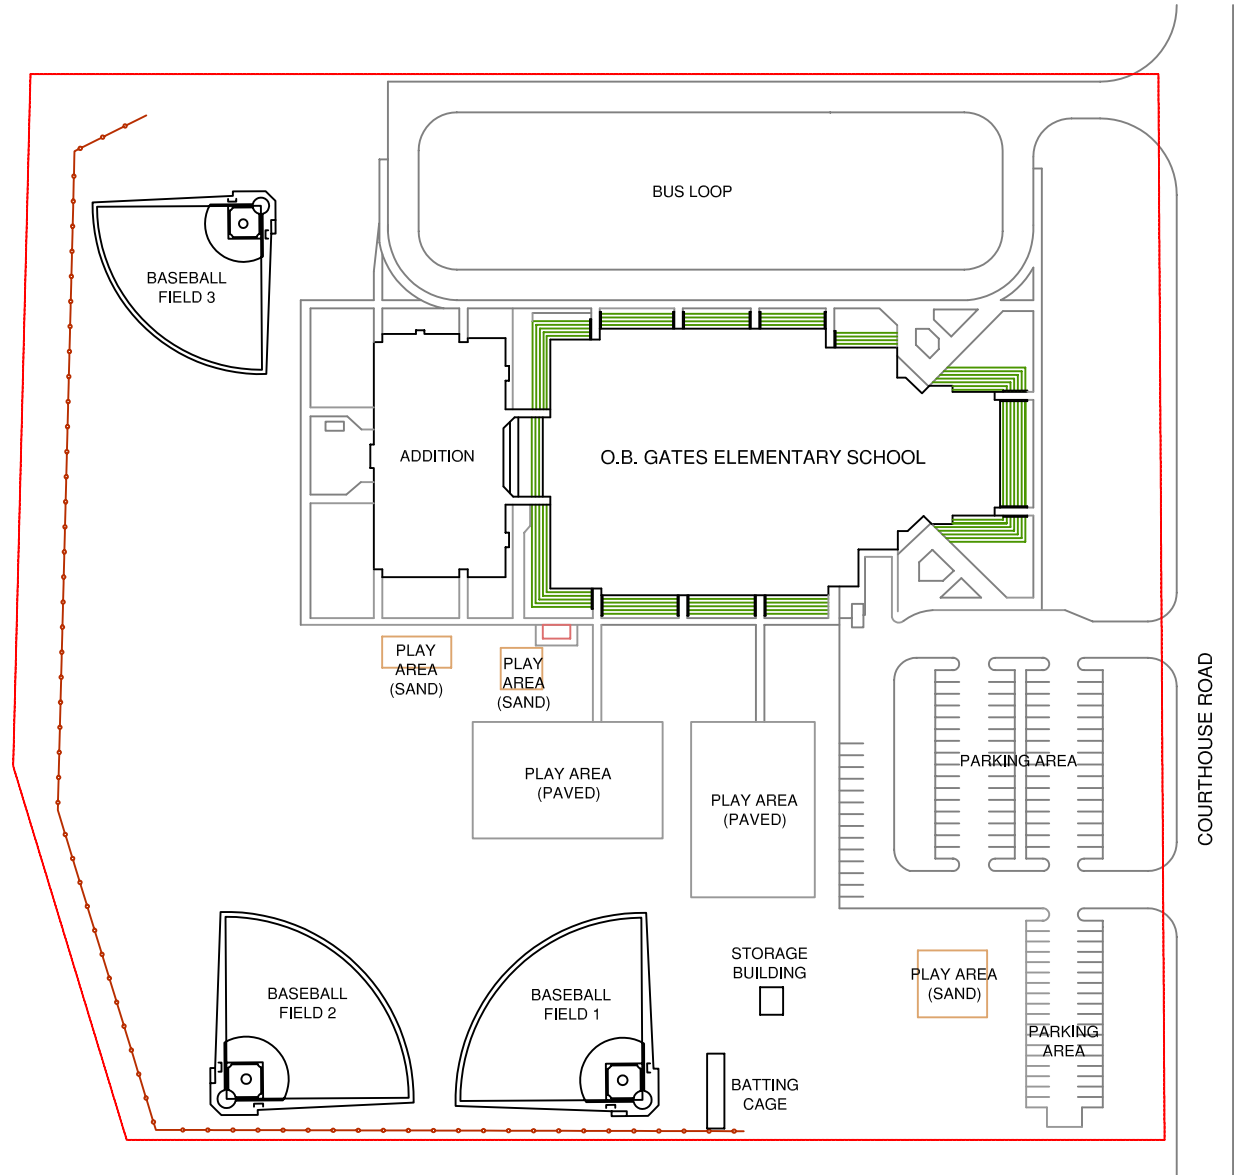 BUS LOOP
BASEBALL
FIELD 3
ADDITION
O.B. GATES ELEMENTARY SCHOOL
PLAY
AREA
(SAND)
PLAY
AREA
(SAND)
COURTHOUSE ROAD
PARKING AREA
PLAY AREA
(PAVED)
PLAY AREA
(PAVED)
STORAGE
BUILDING
PLAY AREA
(SAND)
BASEBALL
FIELD 2
BASEBALL
FIELD 1
PARKING
AREA
BATTING
CAGE